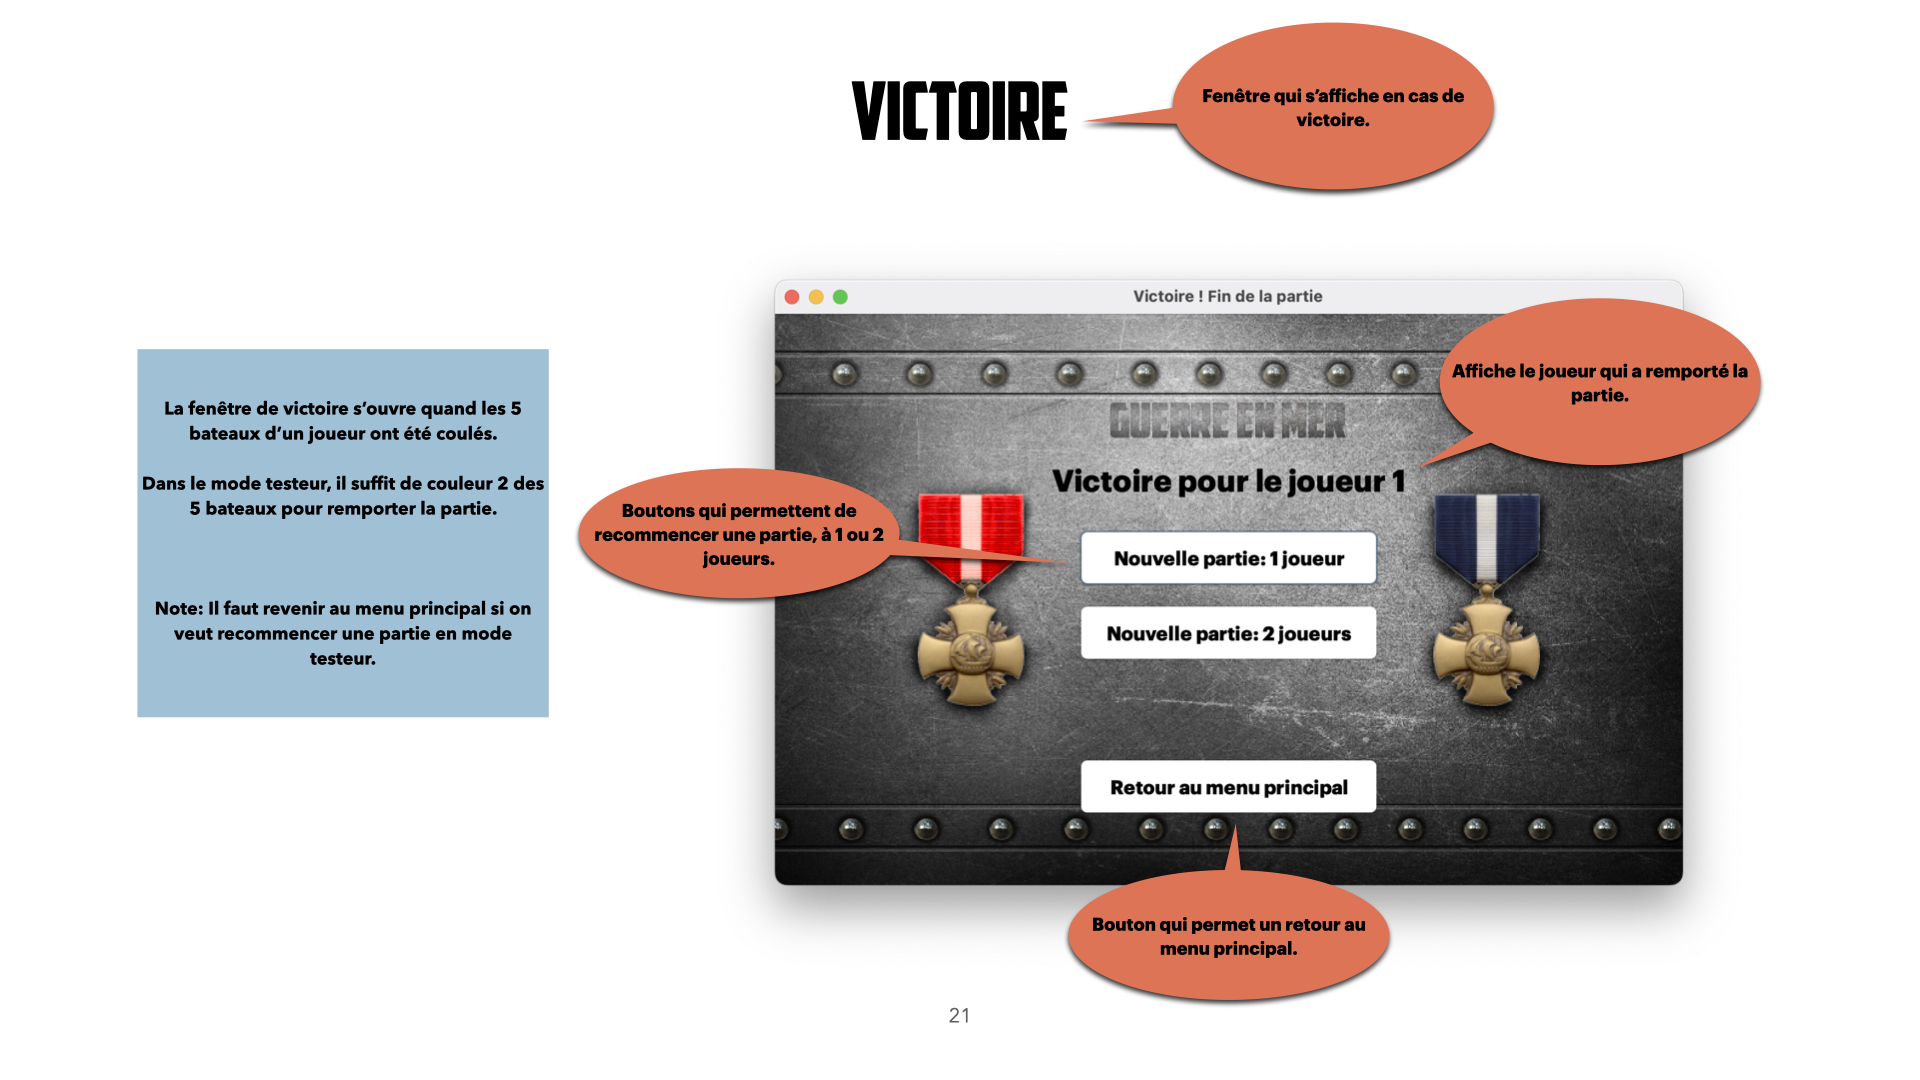 VICTOIRE
Fenêtre qui s’affiche en cas de
victoire.
La fenêtre de victoire s’ouvre quand les 5
bateaux d’un joueur ont été coulés.
Dans le mode testeur, il suffit de couleur 2 des
5 bateaux pour remporter la partie.
Note: Il faut revenir au menu principal si on
veut recommencer une partie en mode
testeur.
Victoire ! Fin de la partie
Affiche le joueur qui a remporté la
partie.
GUERRE EN MER
Victoire pour le joueur 1
Boutons qui permettent de
recommencer une partie, à 1 ou 2
joueurs.
Nouvelle partie: 1 joueur
Nouvelle partie: 2 joueurs
Retour au menu principal
Bouton qui permet un retour au
menu principal.
21